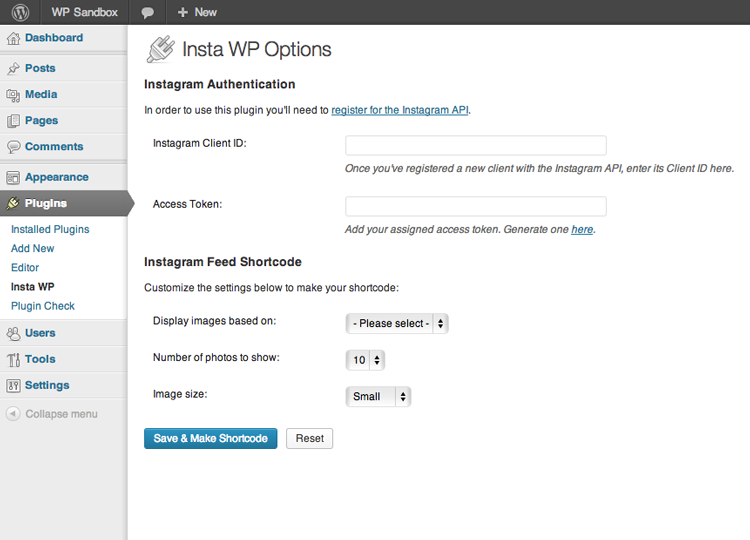 WP Sandbox
New
Dashboard
Posts
Media
Pages
Comments
Appearance
Plugins
Installed Plugins
Add New
Editor
Insta WP
Plugin Check
Users
Tools
Settings
Collapse menu
Insta WP Options
Instagram Authentication
In order to use this plugin you'll need to register for the Instagram API.
Instagram Client ID:
Once you've registered a new client with the Instagram API, enter its Client ID here.
Access Token:
Add your assigned access token. Generate one here.
Instagram Feed Shortcode
Customize the settings below to make your shortcode:
Display images based on: - Please select -
Number of photos to show: 10
Image size: Small
Save & Make Shortcode Reset